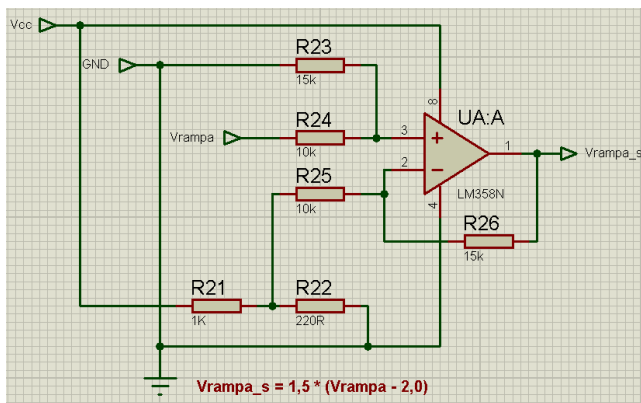 Vcc
GND
R23
15k
Vrampa
R24
10k
R25
10k
3
2
8
4
1
UA:A
LM358N
Vrampa_s
R26
15k
R21
1K
R22
220R
Vrampa_s = 1,5 * (Vrampa - 2,0)